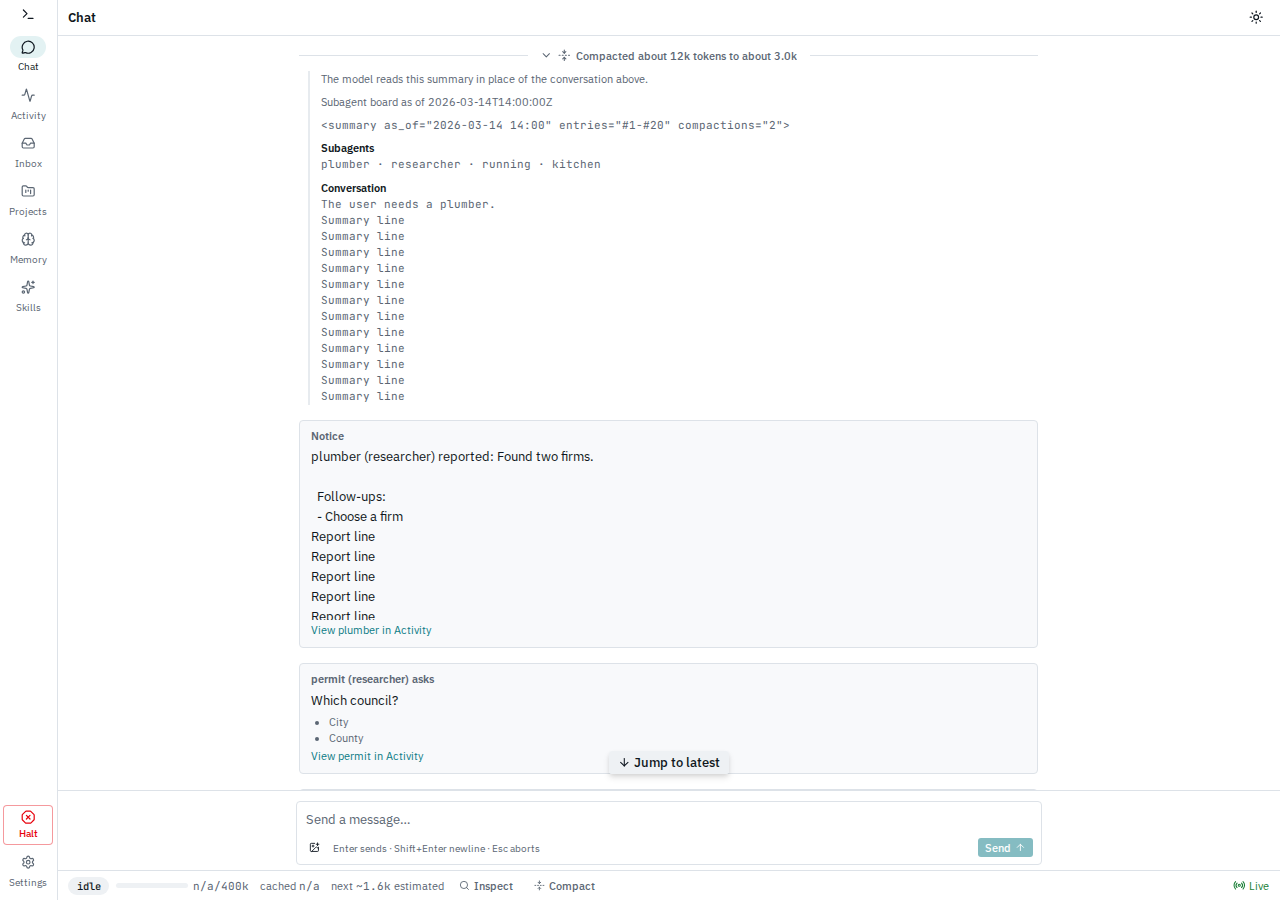 Chat
Chat
Activity
Inbox
Projects
Memory
Skills
Halt
Settings
Compacted about 12k tokens to about 3.0k
The model reads this summary in place of the conversation above.
Subagent board as of 2026-03-14T14:00:00Z
<summary as_of="2026-03-14 14:00" entries="#1-#20" compactions="2">
Subagents
plumber · researcher · running · kitchen
Conversation
The user needs a plumber.
Summary line
Summary line
Summary line
Summary line
Summary line
Summary line
Summary line
Summary line
Summary line
Summary line
Summary line
Summary line
Notice
plumber (researcher) reported: Found two firms.
Follow-ups:
- Choose a firm
Report line
Report line
Report line
Report line
Report line
View plumber in Activity
permit (researcher) asks
Which council?
• City
• County
View permit in Activity
Jump to latest
Send a message...
Enter sends · Shift+Enter newline · Esc aborts
Send
idle n/a/400k cached n/a next ~1.6k estimated Inspect Compact Live